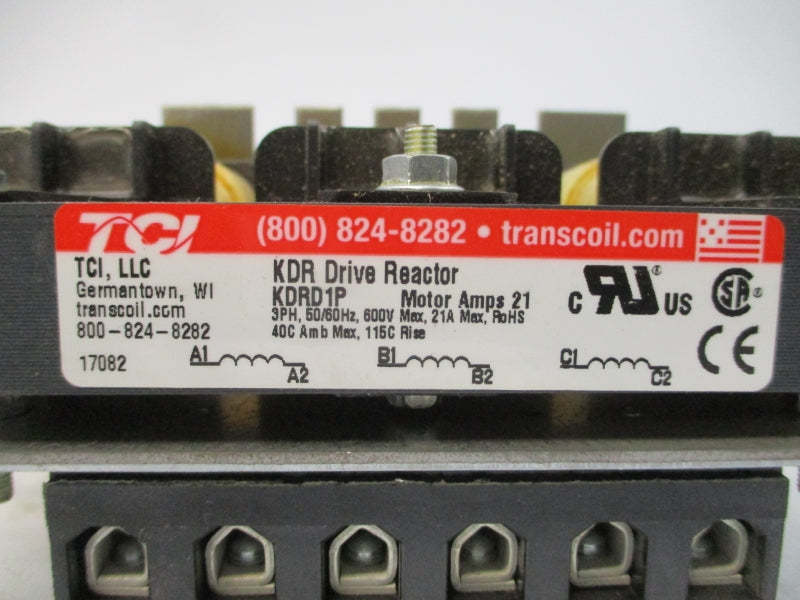 TCI (800) 824-8282 • transcoil.com
TCI, LLC
Germantown, WI
transcoil.com
800-824-8282
17082
KDR Drive Reactor
KDRD1P Motor Amps 21
3PH, 50/60Hz, 600V Max, 21A Max, RoHS
40C Amb Max, 115C Rise
A1 A2
B1 B2
C1 C2
C RU® US
SA®
CE